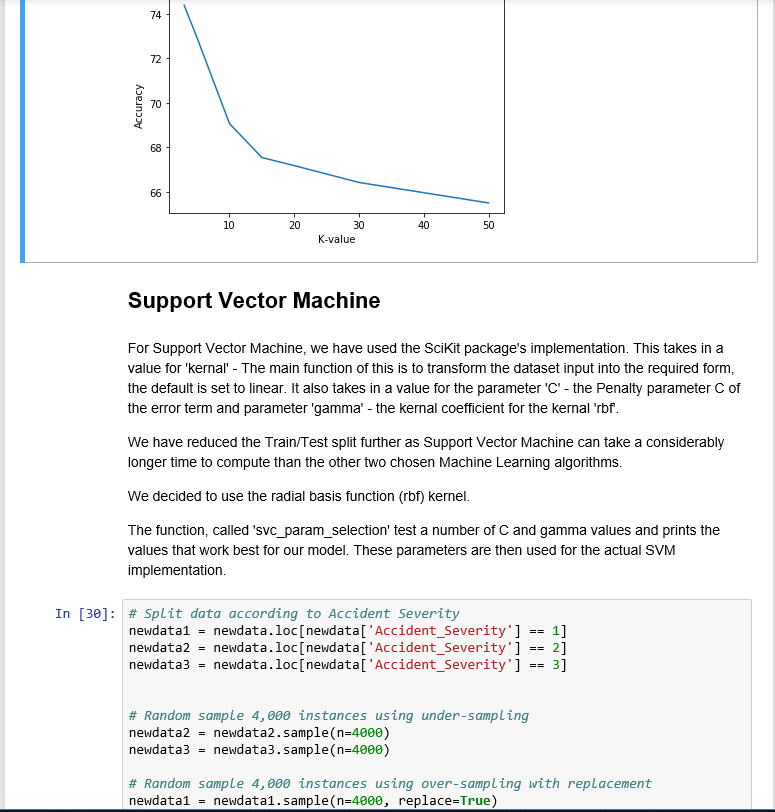 74
72
70
68
66
Accuracy
10 20 30 40 50
K-value
Support Vector Machine
For Support Vector Machine, we have used the SciKit package's implementation. This takes in a
value for 'kernal' - The main function of this is to transform the dataset input into the required form,
the default is set to linear. It also takes in a value for the parameter 'C' - the Penalty parameter C of
the error term and parameter 'gamma' - the kernal coefficient for the kernal 'rbf'.
We have reduced the Train/Test split further as Support Vector Machine can take a considerably
longer time to compute than the other two chosen Machine Learning algorithms.
We decided to use the radial basis function (rbf) kernel.
The function, called 'svc_param_selection' test a number of C and gamma values and prints the
values that work best for our model. These parameters are then used for the actual SVM
implementation.
In [30]: # Split data according to Accident Severity
newdata1 = newdata.loc[newdata['Accident_Severity'] == 1]
newdata2 = newdata.loc[newdata['Accident_Severity'] == 2]
newdata3 = newdata.loc[newdata['Accident_Severity'] == 3]
# Random sample 4,000 instances using under-sampling
newdata2 = newdata2.sample(n=4000)
newdata3 = newdata3.sample(n=4000)
# Random sample 4,000 instances using over-sampling with replacement
newdata1 = newdata1.sample(n=4000, replace=True)